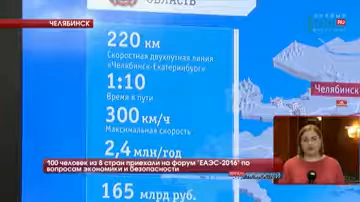 ЧЕЛЯБИНСК
ОБЛАСТЬ
ПЕРВЫЙ
RU
220 км
Скоростная двухпутная линия
«Челябинск-Екатеринбург»
1:10
Время в пути
Челябинск
300 км/ч
Максимальная скорость
2,4 млн/год
100 человек из 8 стран приехали на форум "ЕАЭС-2016" по
вопросам экономики и безопасности
165 млрд руб.